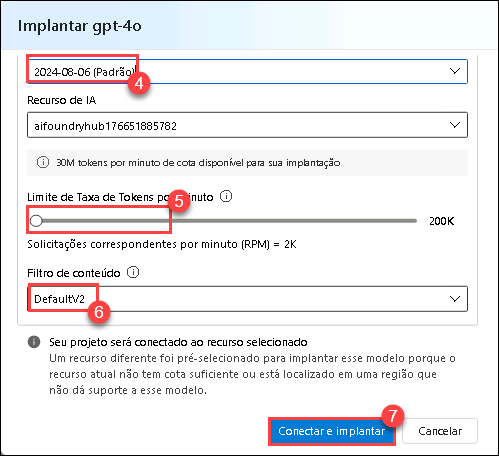 Implantar gpt-4o
2024-08-06 (Padrão)
4
Recurso de IA
aifoundryhub176651885782
30M tokens por minuto de cota disponível para sua implantação
5
Limite de Taxa de Tokens por minuto
200K
Solicitações correspondentes por minuto (RPM) = 2K
Filtro de conteúdo
DefaultV2
6
Seu projeto será conectado ao recurso selecionado
Um recurso diferente foi pré-selecionado para implantar esse modelo porque o
recurso atual não tem cota suficiente ou está localizado em uma região que
não dá suporte a esse modelo.
7
Conectar e implantar
Cancelar